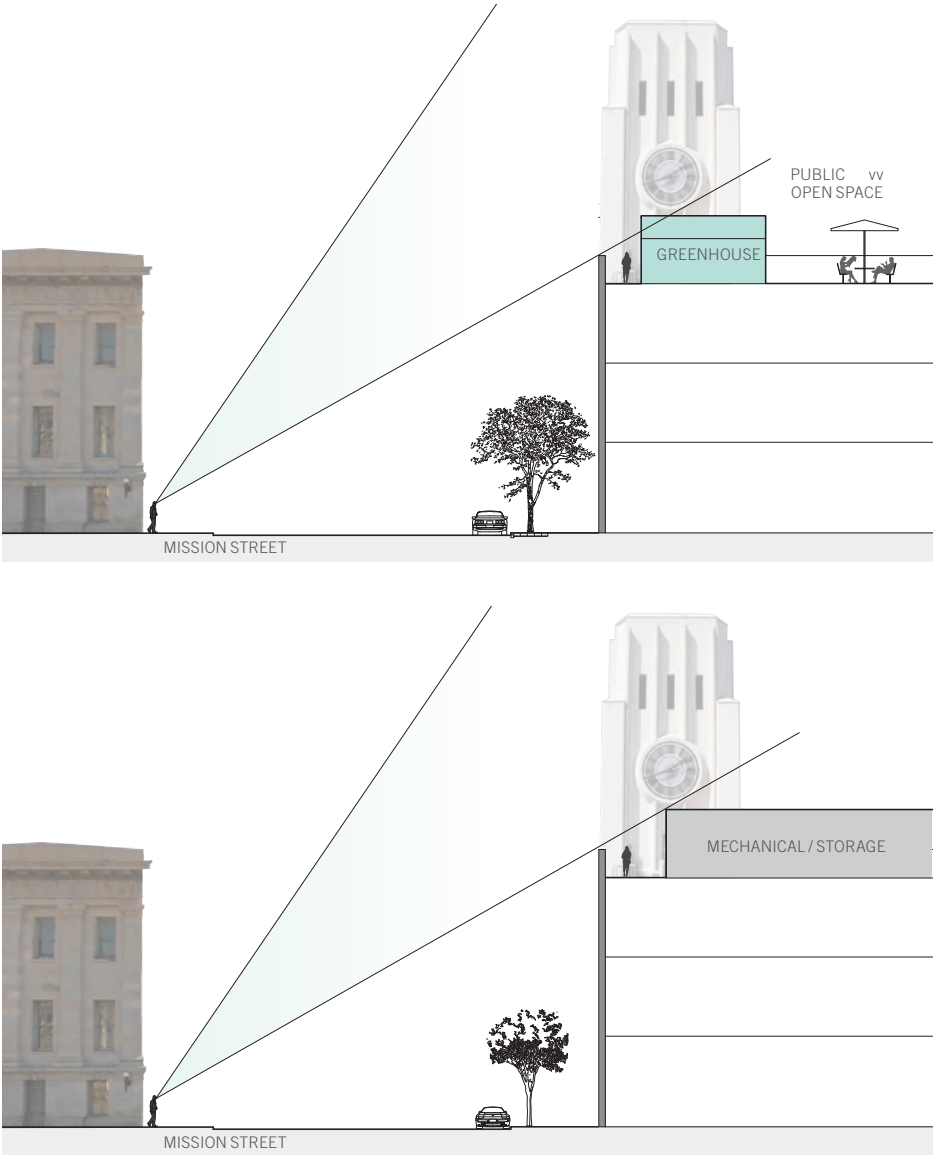 PUBLIC vv
OPEN SPACE
GREENHOUSE
MISSION STREET
MECHANICAL / STORAGE
MISSION STREET